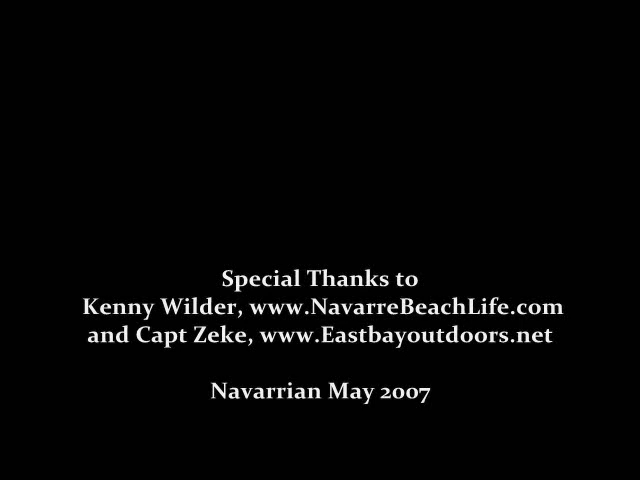 Special Thanks to
Kenny Wilder, www.NavarreBeachLife.com
and Capt Zeke, www.Eastbayoutdoors.net
Navarrian May 2007